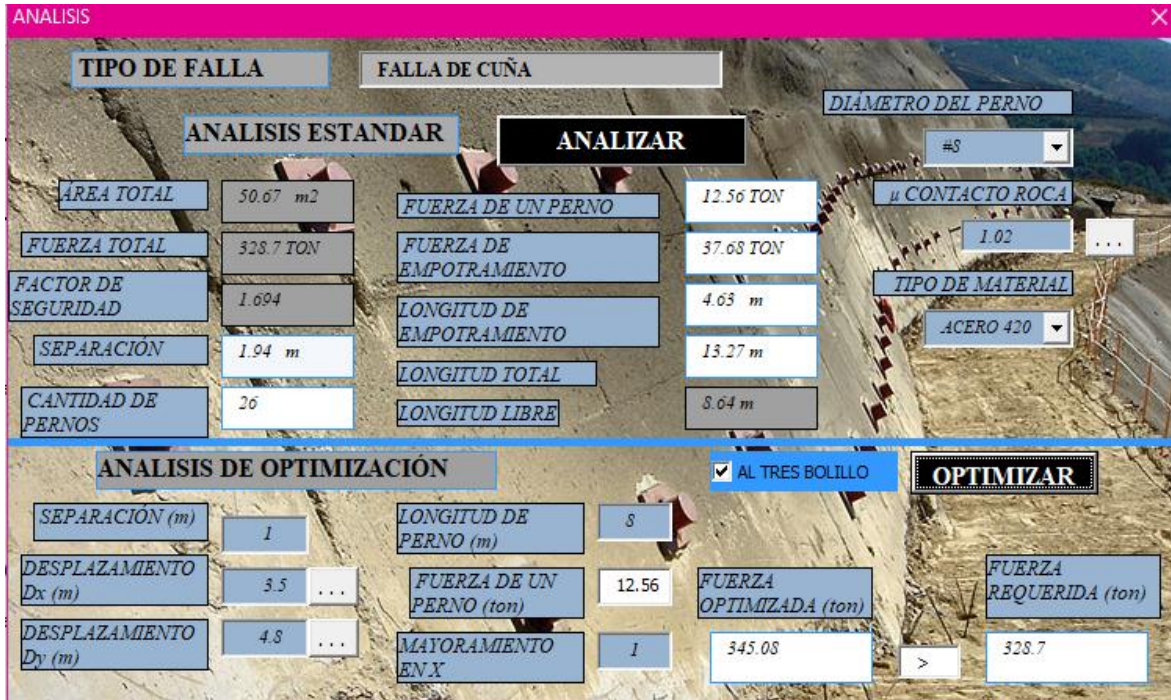 ANALISIS
TIPO DE FALLA
FALLA DE CUÑA
DIÁMETRO DEL PERNO
#8
ANALISIS ESTANDAR
ANALIZAR
ÁREA TOTAL
50.67 m2
FUERZA DE UN PERNO
12.56 TON
µ CONTACTO ROCA
1.02
...
FUERZA TOTAL
328.7 TON
FUERZA DE
EMPOTRAMIENTO
37.68 TON
FACTOR DE
SEGURIDAD
1.694
LONGITUD DE
EMPOTRAMIENTO
4.63 m
TIPO DE MATERIAL
ACERO 420
SEPARACIÓN
1.94 m
LONGITUD TOTAL
13.27 m
CANTIDAD DE
PERNOS
26
LONGITUD LIBRE
8.64 m
ANALISIS DE OPTIMIZACIÓN
AL TRES BOLILLO
OPTIMIZAR
SEPARACIÓN (m)
1
LONGITUD DE
PERNO (m)
8
DESPLAZAMIENTO
Dx (m)
3.5
...
FUERZA DE UN
PERNO (ton)
12.56
FUERZA
OPTIMIZADA (ton)
FUERZA
REQUERIDA (ton)
DESPLAZAMIENTO
Dy (m)
4.8
...
MAYORAMIENTO
EN X
1
345.08
>
328.7